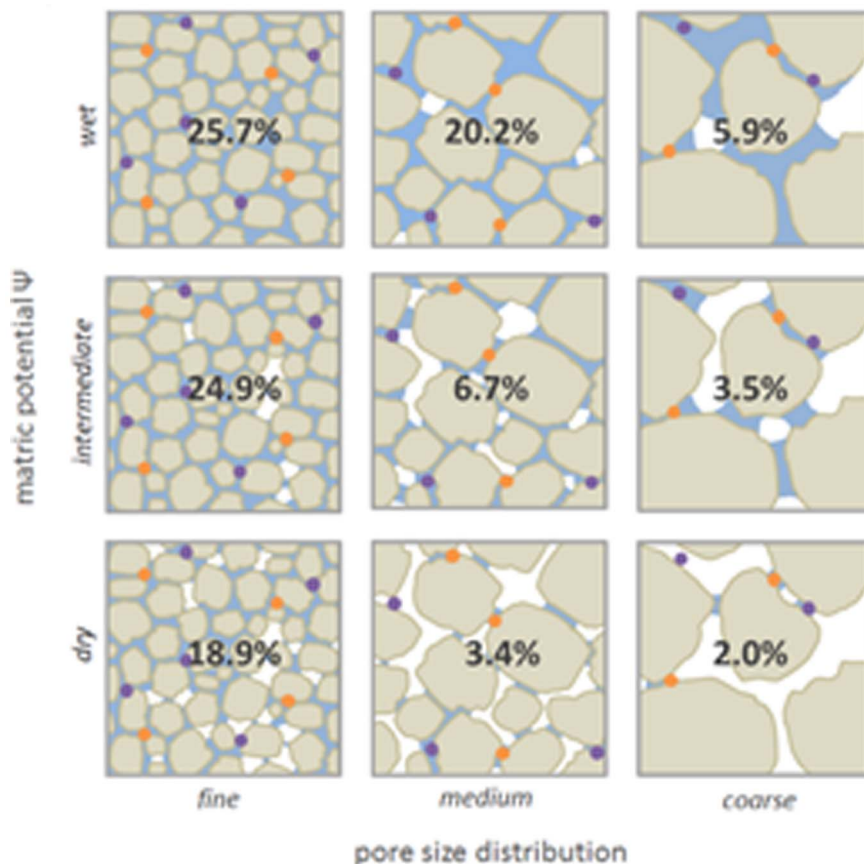 wet
25.7%
20.2%
5.9%
matric potential Ψ
intermediate
24.9%
6.7%
3.5%
dry
18.9%
3.4%
2.0%
fine
medium
coarse
pore size distribution